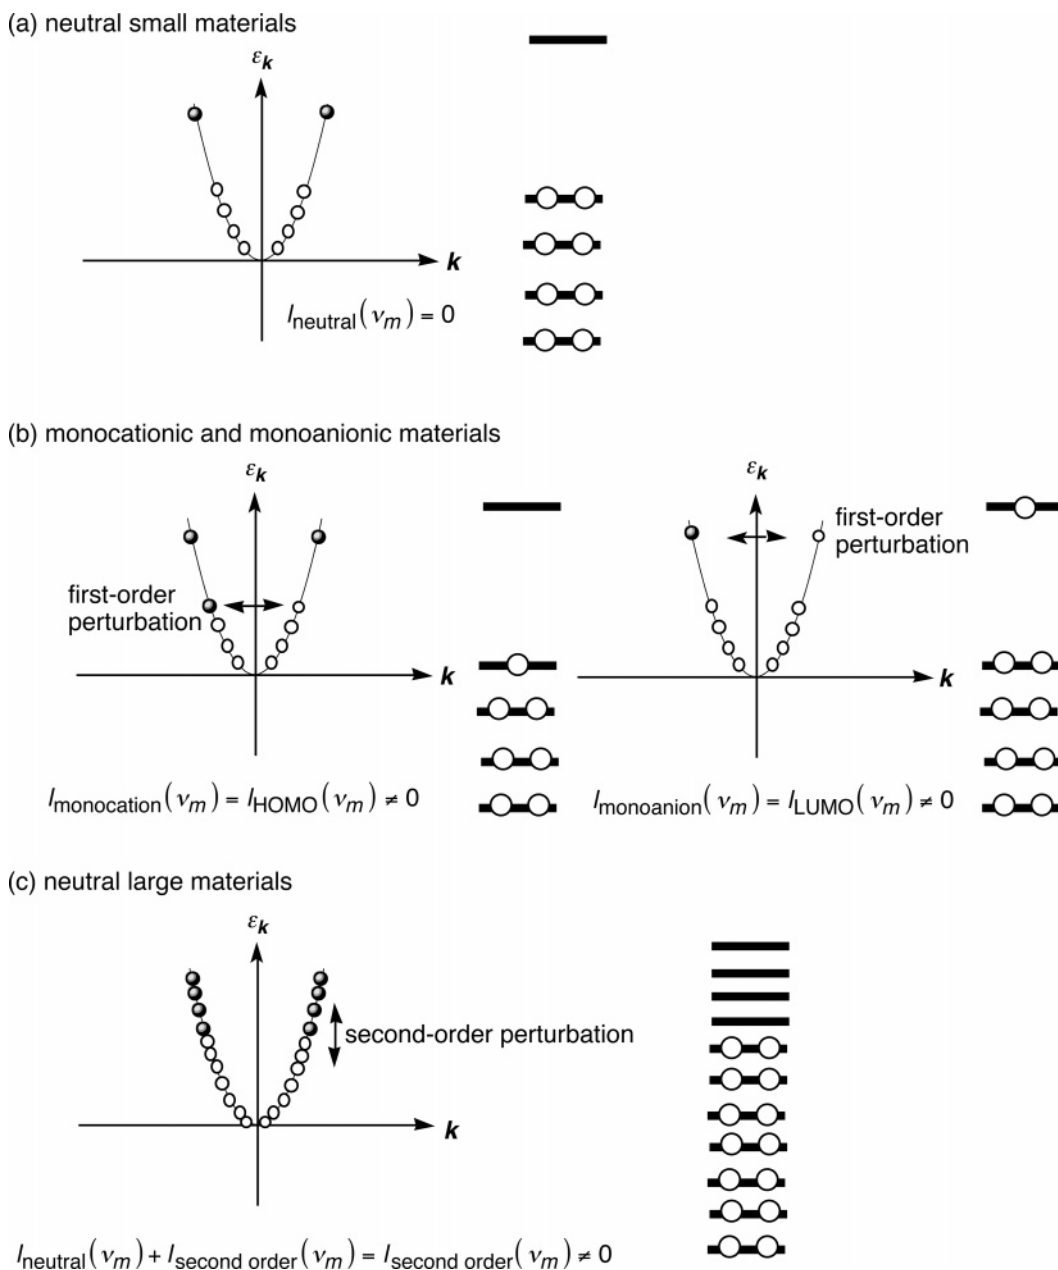 (a) neutral small materials
εk
k
Ineutral(νm) = 0
(b) monocationic and monoanionic materials
εk
first-order
perturbation
k
Imonocation(νm) = IHOMO(νm) ≠ 0
εk
first-order
perturbation
k
Imonoanion(νm) = ILUMO(νm) ≠ 0
(c) neutral large materials
εk
second-order perturbation
k
Ineutral(νm) + Isecond order(νm) = Isecond order(νm) ≠ 0